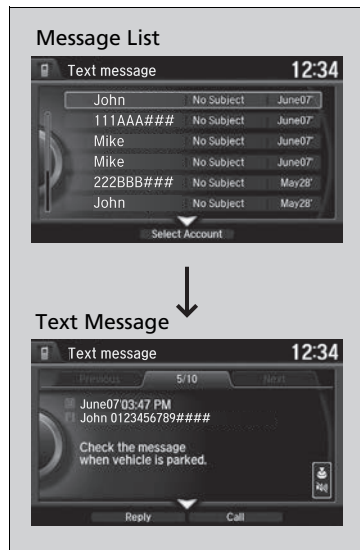 Message List
Text message 12:34
John No Subject June07'
111AAA### No Subject June07'
Mike No Subject June07'
Mike No Subject June07'
222BBB### No Subject May28'
John No Subject May28'
Select Account
Text Message
Text message 12:34
Previous 5/10 Next
June07'03:47 PM
John 0123456789####
Check the message
when vehicle is parked.
Reply Call